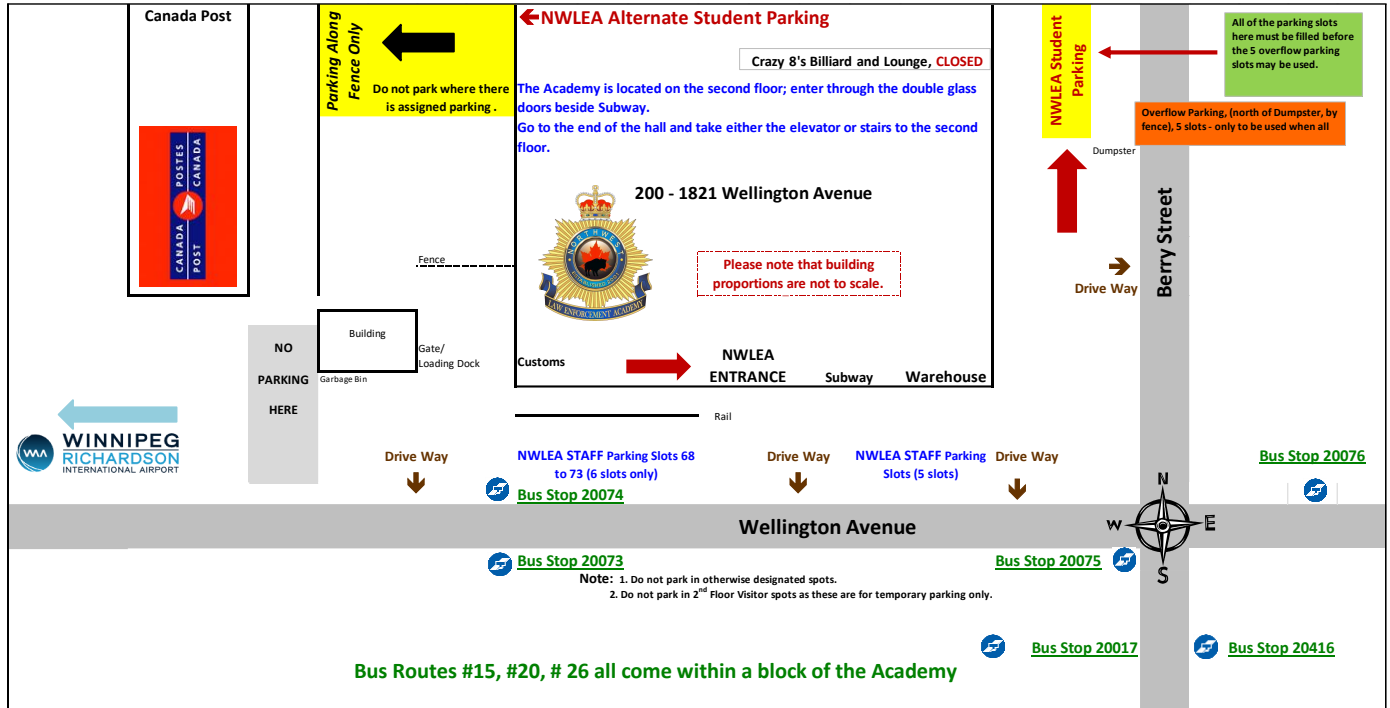 Canada Post
CANADA POSTES
POST CANADA
Parking Along
Fence Only
Do not park where there
is assigned parking .
NWLEA Alternate Student Parking
Crazy 8's Billiard and Lounge, CLOSED
The Academy is located on the second floor; enter through the double glass
doors beside Subway.
Go to the end of the hall and take either the elevator or stairs to the second
floor.
200 - 1821 Wellington Avenue
NORTHWEST
ESTABLISHED 2011
LAW ENFORCEMENT ACADEMY
Please note that building
proportions are not to scale.
NWLEA Student
Parking
All of the parking slots
here must be filled before
the 5 overflow parking
slots may be used.
Overflow Parking, (north of Dumpster, by
fence), 5 slots - only to be used when all
Dumpster
Berry Street
Drive Way
Fence
Building
Gate/
Loading Dock
Garbage Bin
NO
PARKING
HERE
Customs
NWLEA
ENTRANCE
Subway
Warehouse
Rail
WINNIPEG
RICHARDSON
INTERNATIONAL AIRPORT
Drive Way
NWLEA STAFF Parking Slots 68
to 73 (6 slots only)
Drive Way
NWLEA STAFF Parking
Slots (5 slots)
Drive Way
Bus Stop 20076
Bus Stop 20074
Wellington Avenue
N
W
E
S
Bus Stop 20073
Bus Stop 20075
Note: 1. Do not park in otherwise designated spots.
2. Do not park in 2nd Floor Visitor spots as these are for temporary parking only.
Bus Stop 20017
Bus Stop 20416
Bus Routes #15, #20, # 26 all come within a block of the Academy